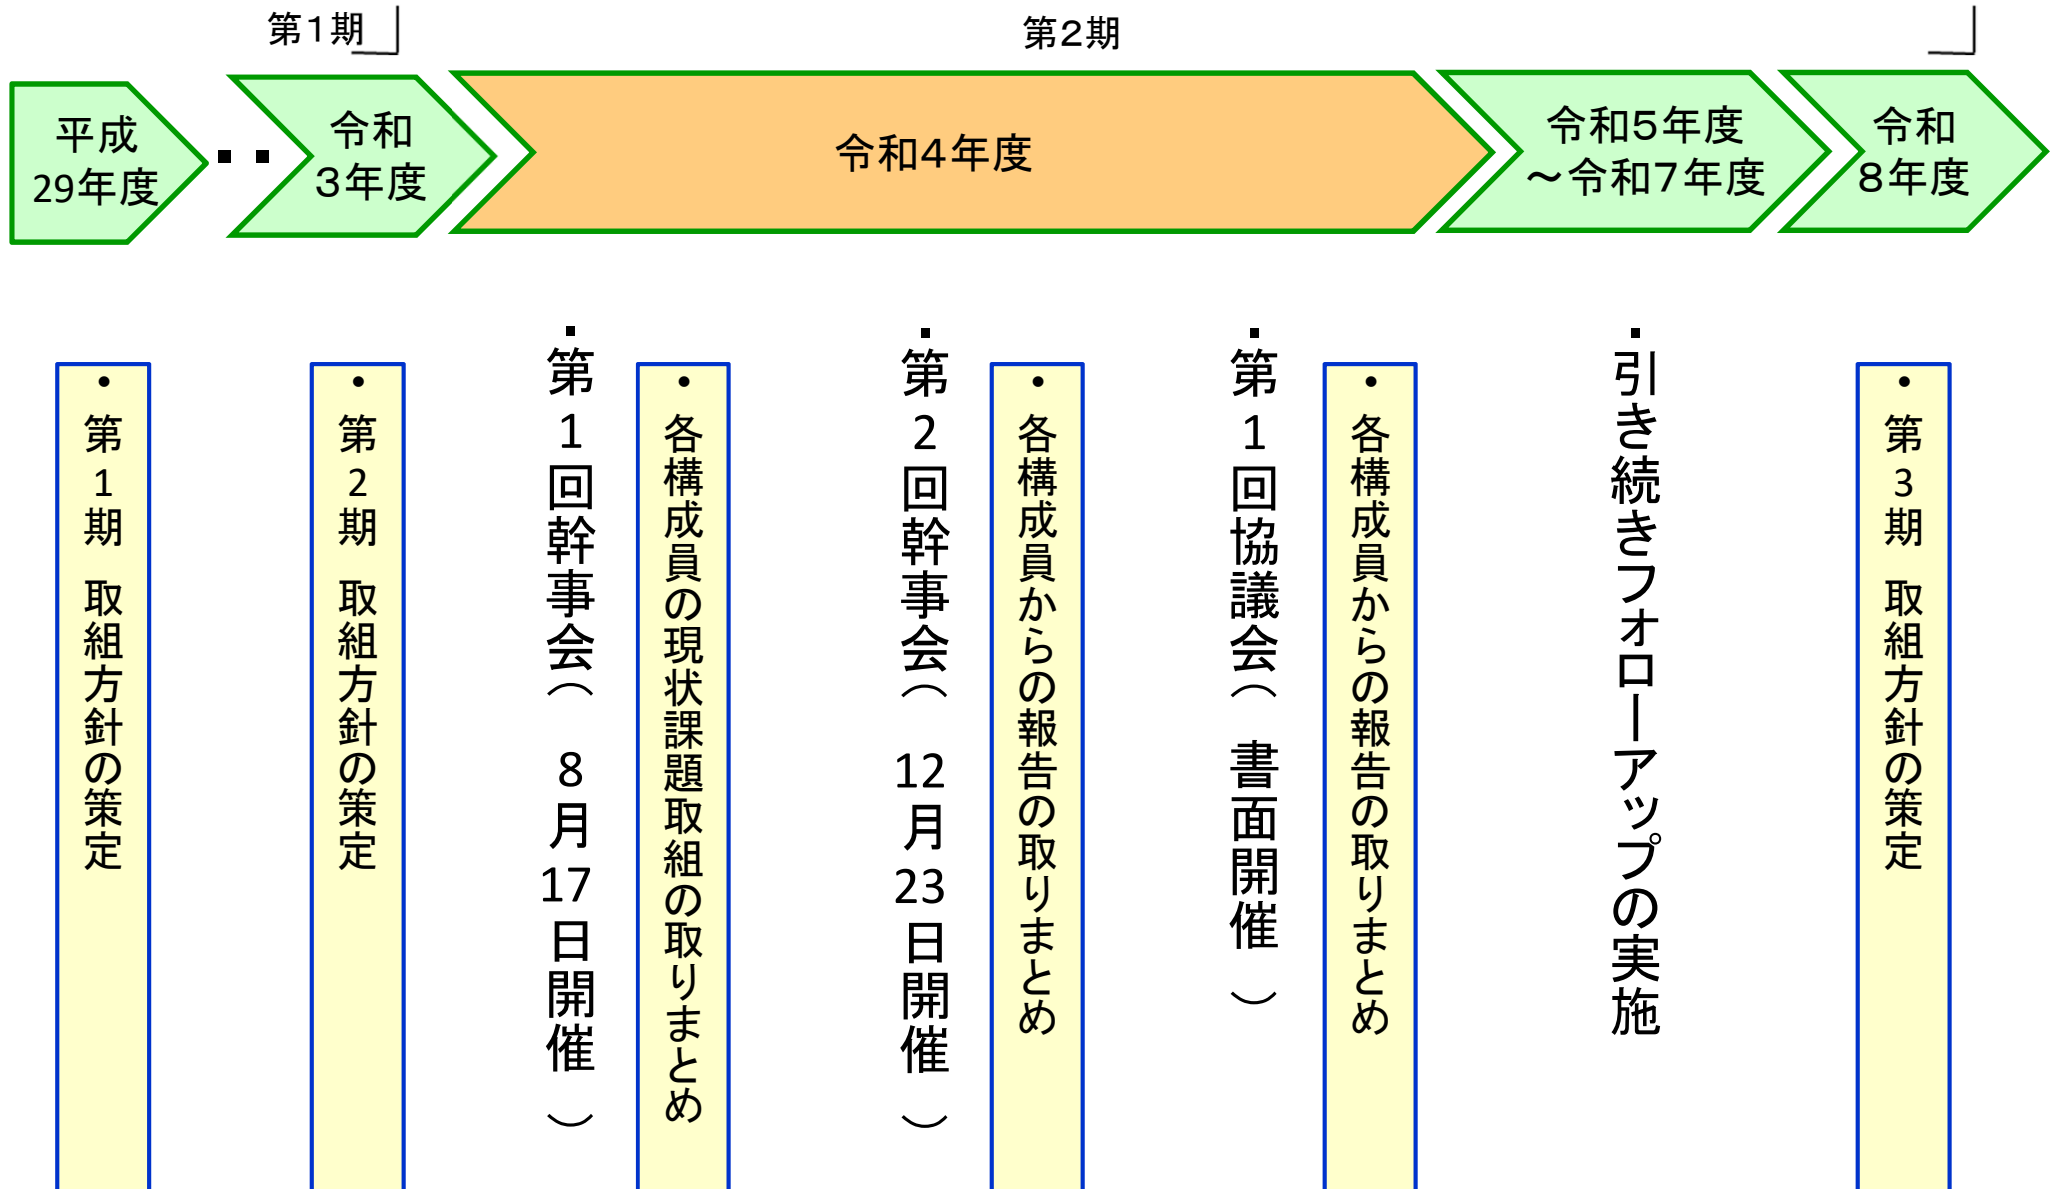 第1期
第2期
平成
29年度
・・
令和
3年度
令和4年度
令和5年度
～令和7年度
令和
8年度
・第1期 取組方針の策定
・第2期 取組方針の策定
・第1回幹事会（ 8月17日開催 ）
・各構成員の現状課題取組の取りまとめ
・第2回幹事会（ 12月23日開催 ）
・各構成員からの報告の取りまとめ
・第1回協議会（ 書面開催 ）
・各構成員からの報告の取りまとめ
・引き続きフォローアップの実施
・第3期 取組方針の策定